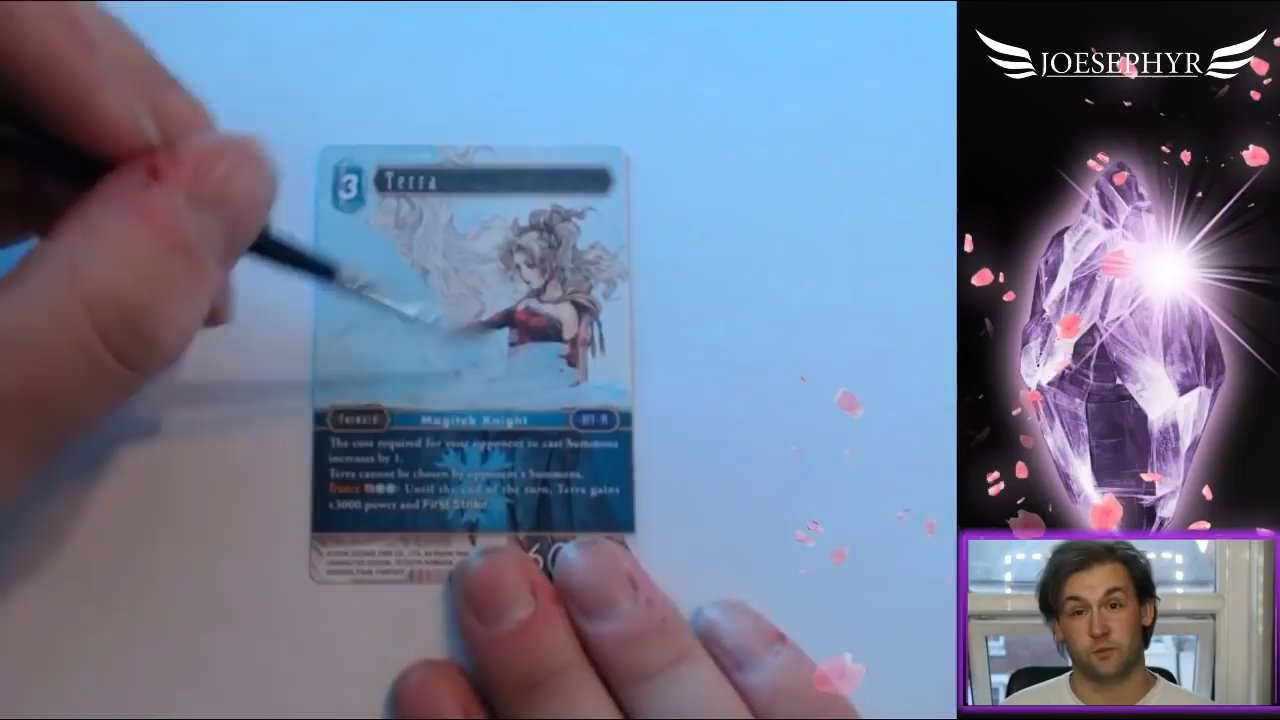 JOESEPHYR
3
Terra
Forward
Magitek Knight
The cost required for your opponent to cast Summons
increases by 1.
Terra cannot be chosen by opponent's Summons.
Trance Until the end of the turn, Terra gains
+3000 power and First Strike
60